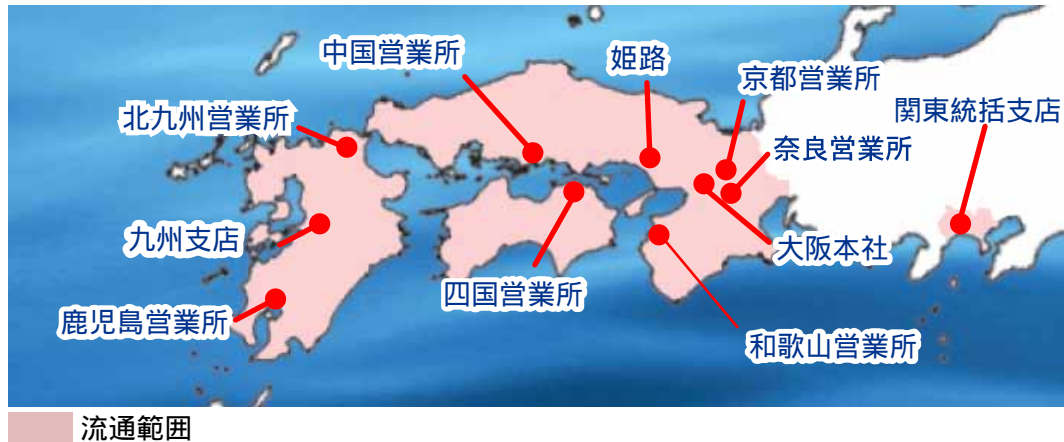 中国営業所
姫路
京都営業所
関東統括支店
北九州営業所
奈良営業所
九州支店
大阪本社
四国営業所
鹿児島営業所
和歌山営業所
流通範囲